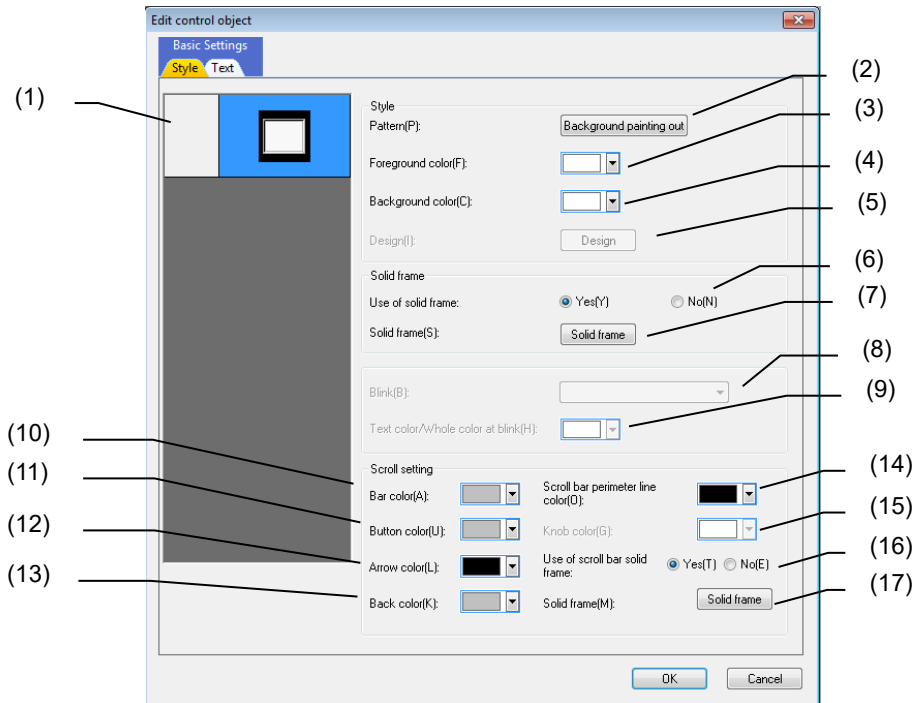 Edit control object
Basic Settings
Style Text
(1)
Style
Pattern(P): Background painting out
(2)
Foreground color(F):
(3)
Background color(C):
(4)
Design(I): Design
(5)
Solid frame
Use of solid frame: Yes(Y) No(N)
(6)
Solid frame(S): Solid frame
(7)
Blink(B):
(8)
Text color/Whole color at blink(H):
(9)
Scroll setting
(10)
Bar color(A):
Scroll bar perimeter line
color(O):
(14)
(11)
Button color(U):
Knob color(G):
(15)
(12)
Arrow color(L):
Use of scroll bar solid
frame:
Yes(T) No(E)
(16)
(13)
Back color(K):
Solid frame(M): Solid frame
(17)
OK Cancel